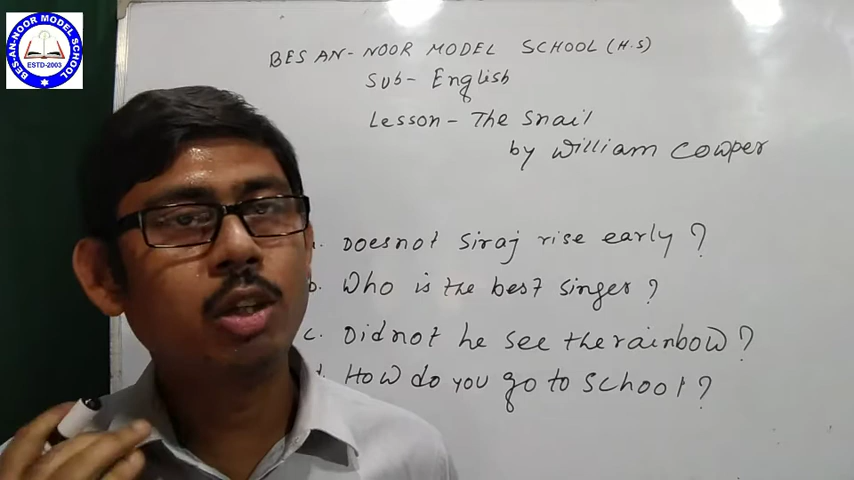 BES-AN-NOOR MODEL SCHOOL
ESTD-2003
BES AN-NOOR MODEL SCHOOL (H.S)
Sub- English
Lesson - The Snail
by William Cowper
Doesnot Siraj rise early ?
b. Who is the best singer ?
c. Didnot he see the rainbow ?
How do you go to School ?